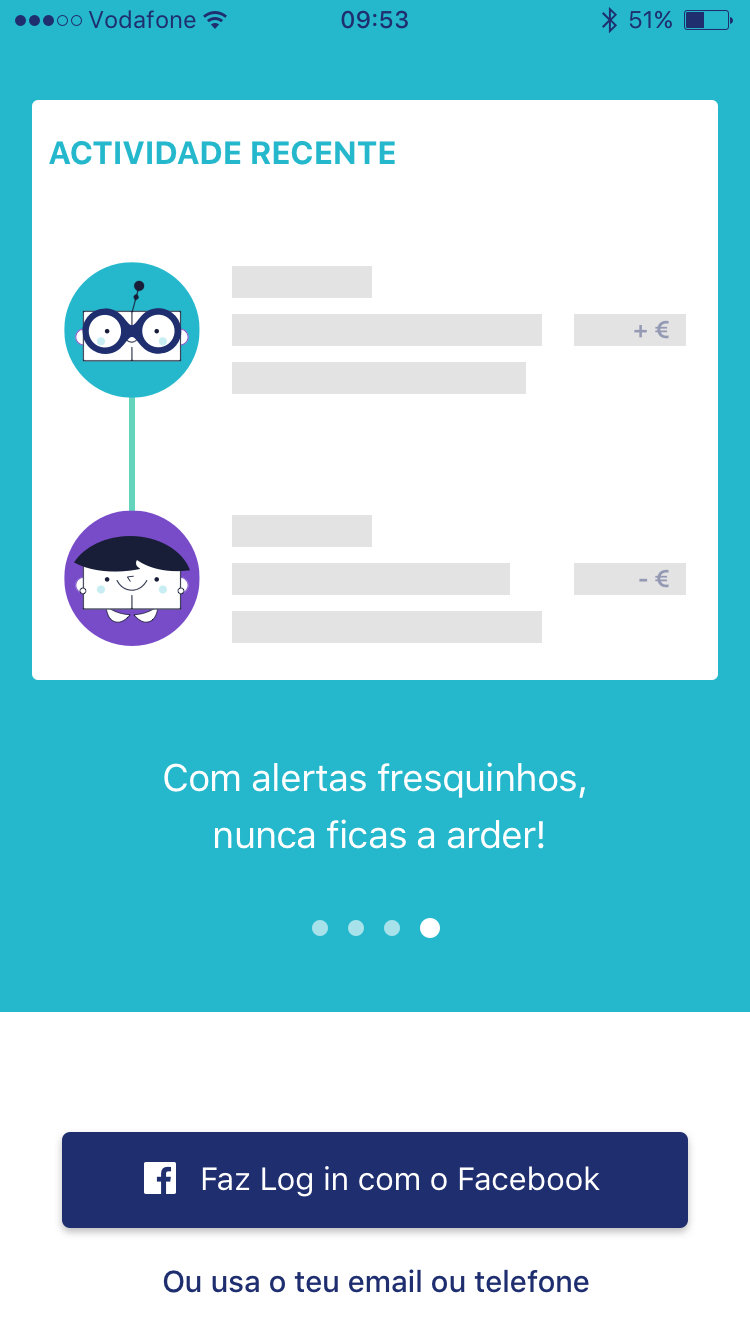 Vodafone 09:53 51%
ACTIVIDADE RECENTE
+ €
- €
Com alertas fresquinhos,
nunca ficas a arder!
Faz Log in com o Facebook
Ou usa o teu email ou telefone